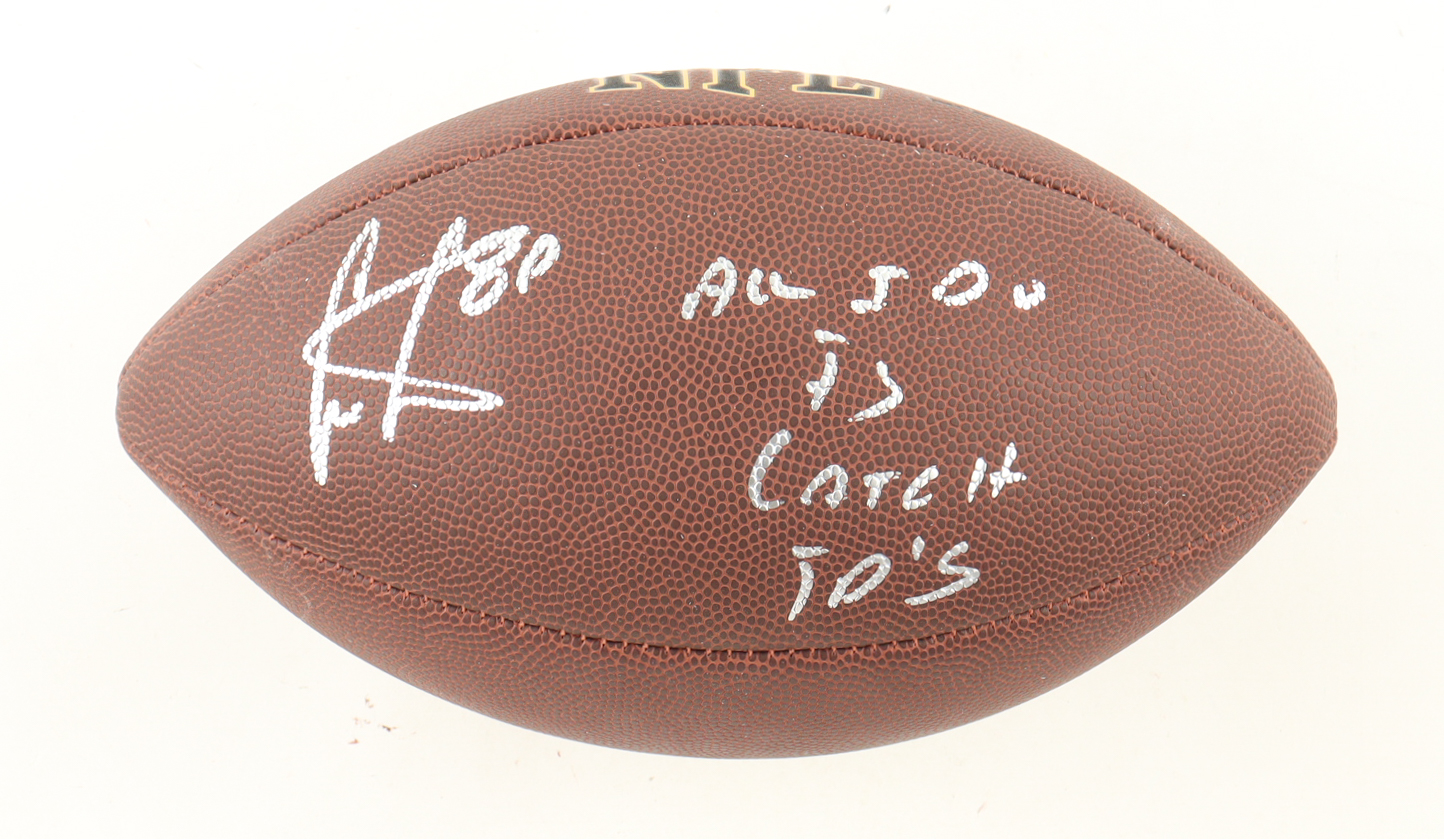 NFL
80
ALL I DO
IS
CATCH
TD'S